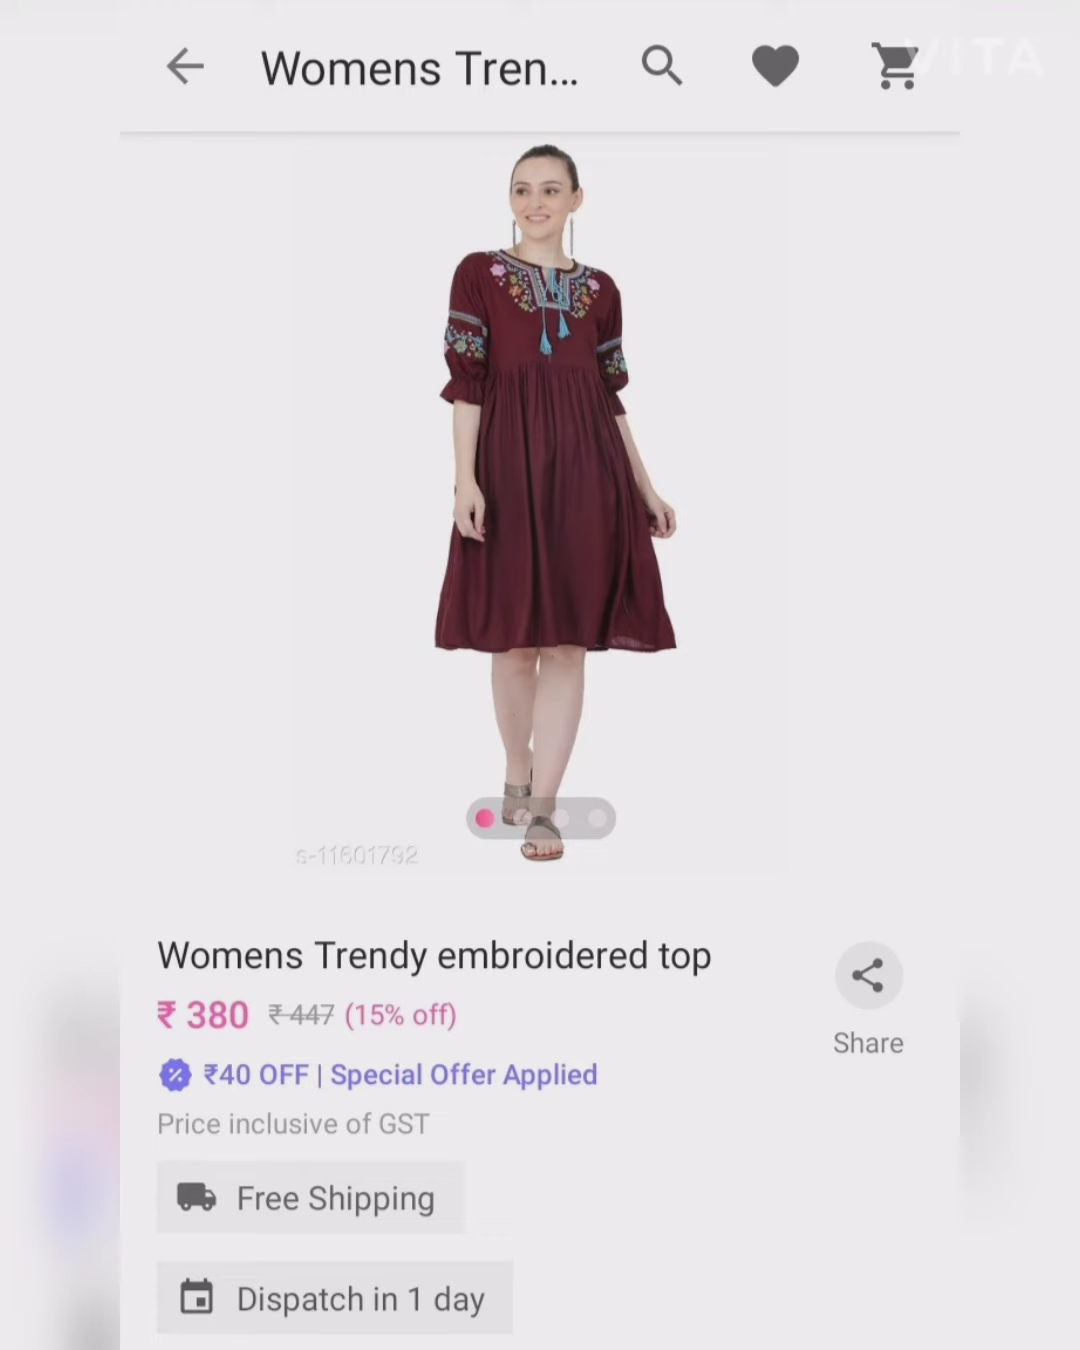 Womens Tren...
VITA
s-11601792
Womens Trendy embroidered top
₹ 380 ₹ 447 (15% off)
₹40 OFF | Special Offer Applied
Price inclusive of GST
Share
Free Shipping
Dispatch in 1 day